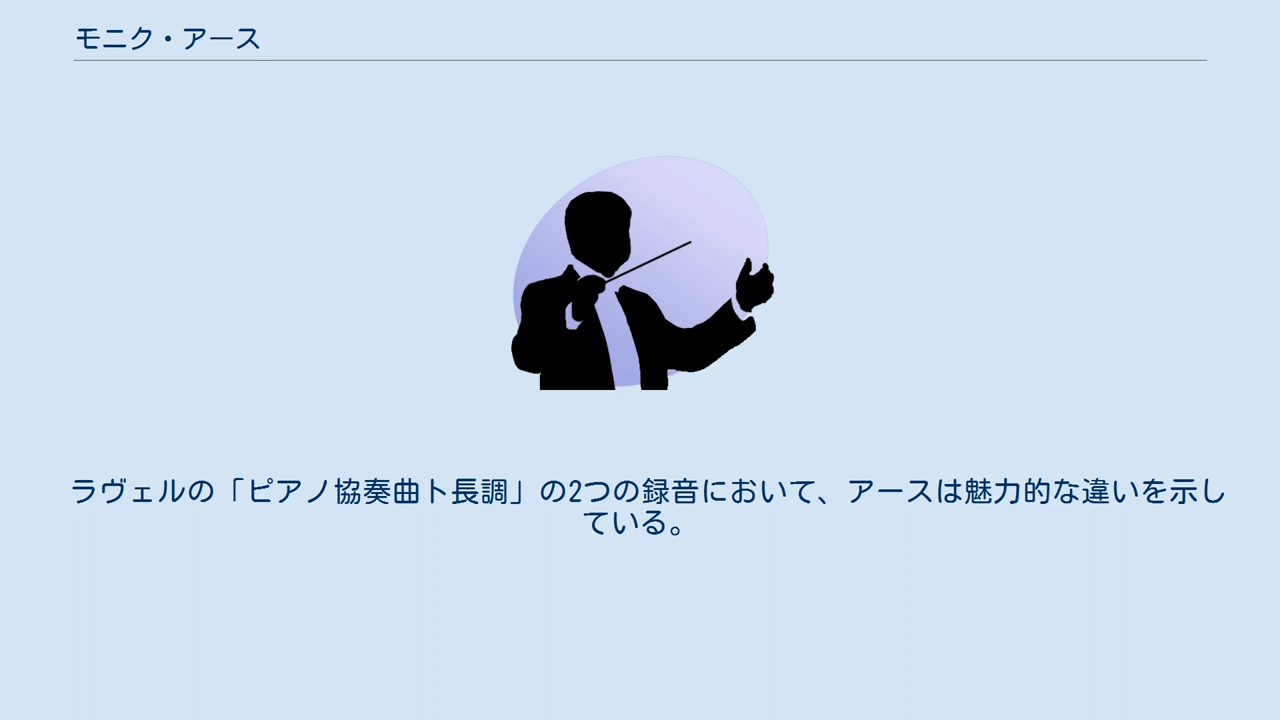 モニク・アース
ラヴェルの「ピアノ協奏曲ト長調」の2つの録音において、アースは魅力的な違いを示し
ている。